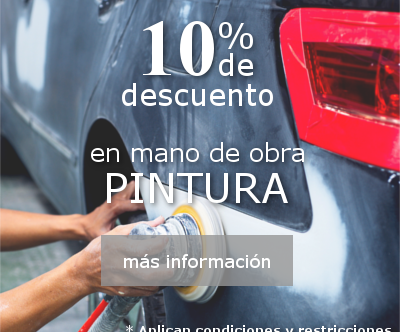 10%
de
descuento
en mano de obra
PINTURA
más información
* Aplican condiciones y restricciones